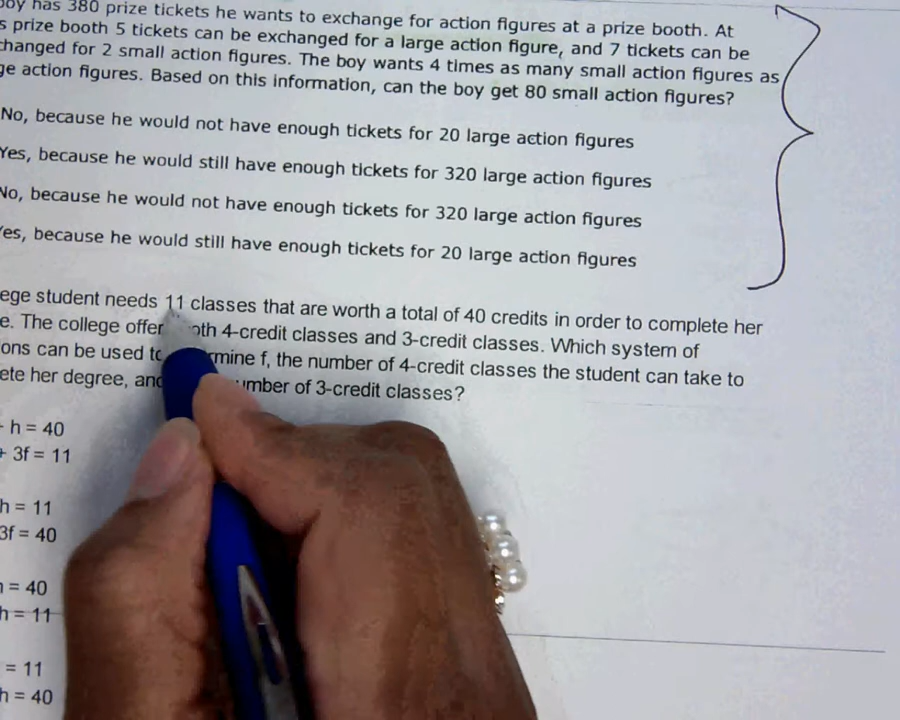 boy has 380 prize tickets he wants to exchange for action figures at a prize booth. At
s prize booth 5 tickets can be exchanged for a large action figure, and 7 tickets can be
changed for 2 small action figures. The boy wants 4 times as many small action figures as
ge action figures. Based on this information, can the boy get 80 small action figures?
No, because he would not have enough tickets for 20 large action figures
Yes, because he would still have enough tickets for 320 large action figures
No, because he would not have enough tickets for 320 large action figures
Yes, because he would still have enough tickets for 20 large action figures
ege student needs 11 classes that are worth a total of 40 credits in order to complete her
e. The college offer oth 4-credit classes and 3-credit classes. Which system of
ons can be used to rmine f, the number of 4-credit classes the student can take to
ete her degree, and umber of 3-credit classes?
+ h = 40
+ 3f = 11
h = 11
3f = 40
h = 40
h = 11
= 11
h = 40